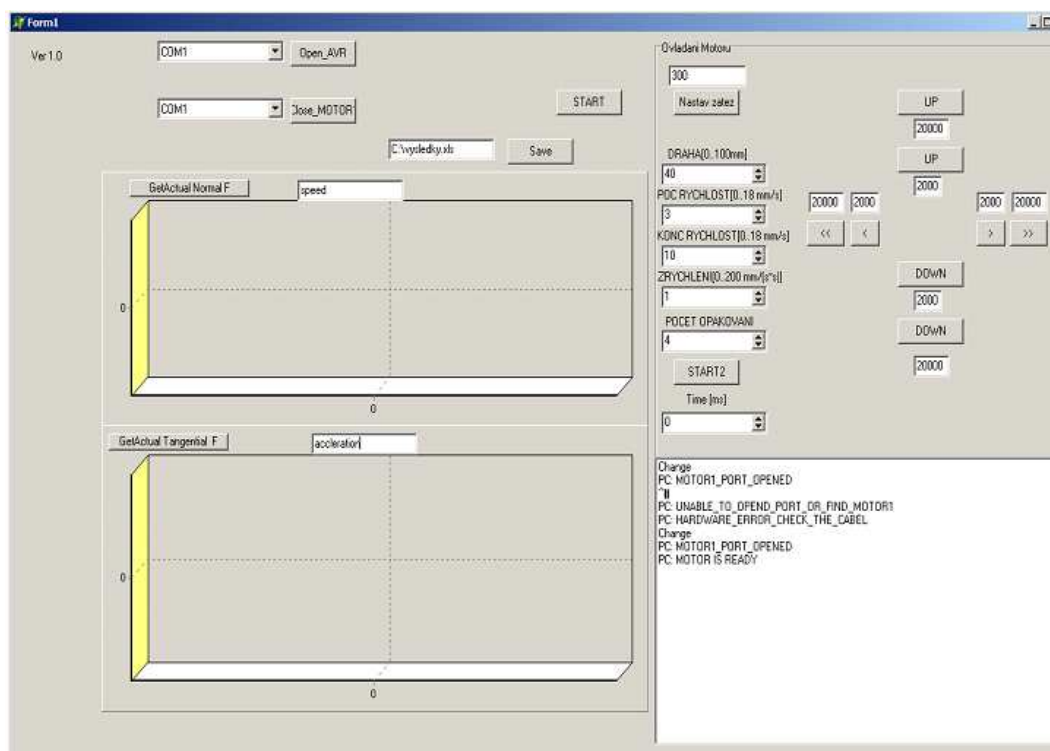 Form1
Ver 1.0
COM1
Open_AVR
COM1
Close_MOTOR1
START
C:\vysledky.xls
Save
GetActual Normal F
speed
0
0
GetActual Tangential F
accleration
0
0
Ovladani Motoru
300
Nastav zatez
UP
20000
UP
2000
DRAHA[0..100mm]
40
POC RYCHLOST[0..18 mm/s]
3
20000 2000
2000 20000
<< <
> >>
KONC RYCHLOST[0..18 mm/s]
10
ZRYCHLENI[0..200 mm/(s*s)]
1
DOWN
2000
POCET OPAKOVANI
4
DOWN
20000
START2
Time [ms]
0
Change
PC: MOTOR1_PORT_OPENED
PC: UNABLE_TO_OPEND_PORT_OR_FIND_MOTOR1
PC: HARDWARE_ERROR_CHECK_THE_CABEL
Change
PC: MOTOR1_PORT_OPENED
PC: MOTOR IS READY